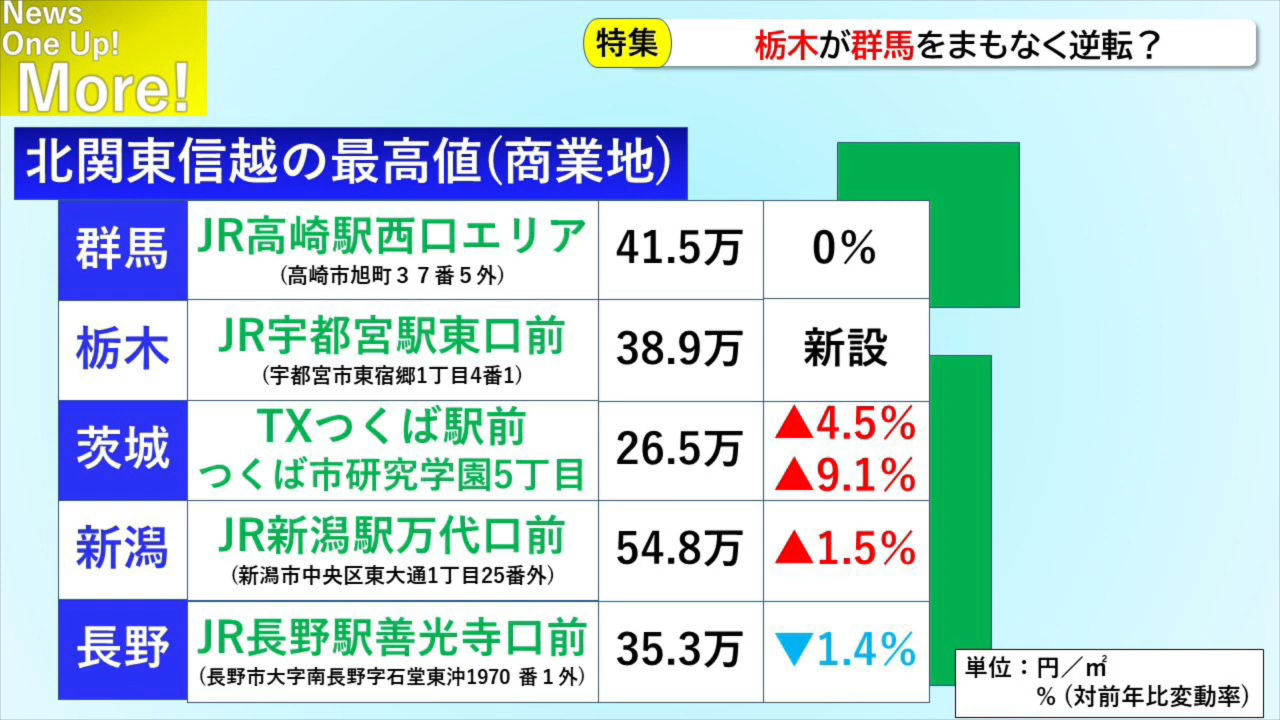 News
One Up!
More!
特集
栃木が群馬をまもなく逆転？
北関東信越の最高値(商業地)
群馬
JR高崎駅西口エリア
(高崎市旭町３７番５外)
41.5万
0%
栃木
JR宇都宮駅東口前
(宇都宮市東宿郷1丁目4番1)
38.9万
新設
茨城
TXつくば駅前
つくば市研究学園5丁目
26.5万
▲4.5%
▲9.1%
新潟
JR新潟駅万代口前
(新潟市中央区東大通1丁目25番外)
54.8万
▲1.5%
長野
JR長野駅善光寺口前
(長野市大字南長野字石堂東沖1970 番１外)
35.3万
▼1.4%
単位：円／㎡
% (対前年比変動率)